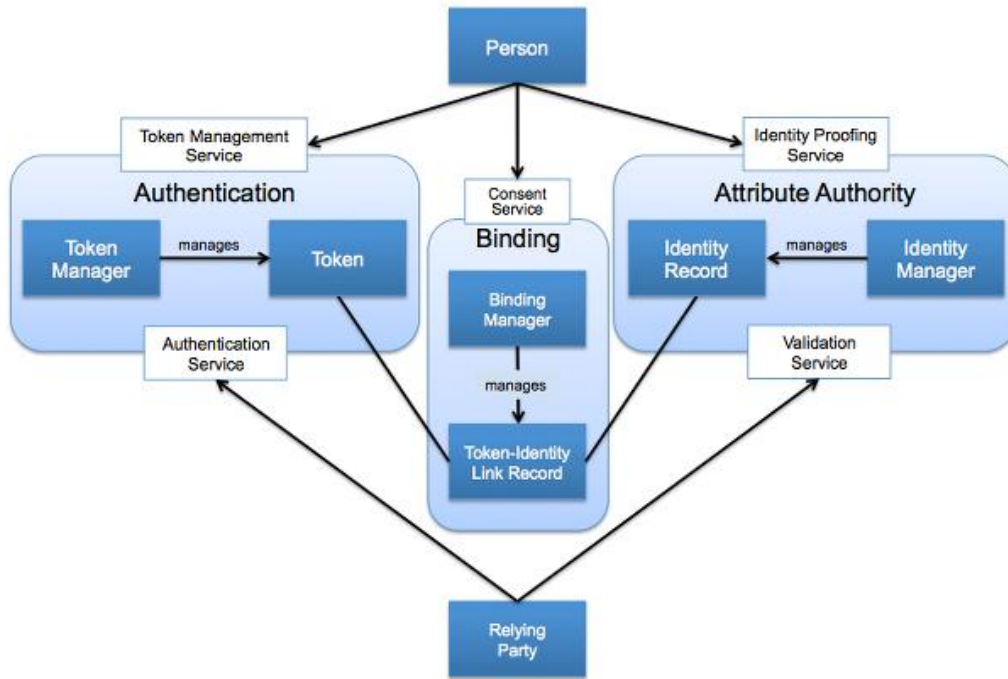 Person
Token Management
Service
Identity Proofing
Service
Authentication
Attribute Authority
Consent
Service
Token
Manager
manages
Token
Binding
Identity
Record
manages
Identity
Manager
Binding
Manager
Authentication
Service
Validation
Service
manages
Token-Identity
Link Record
Relying
Party